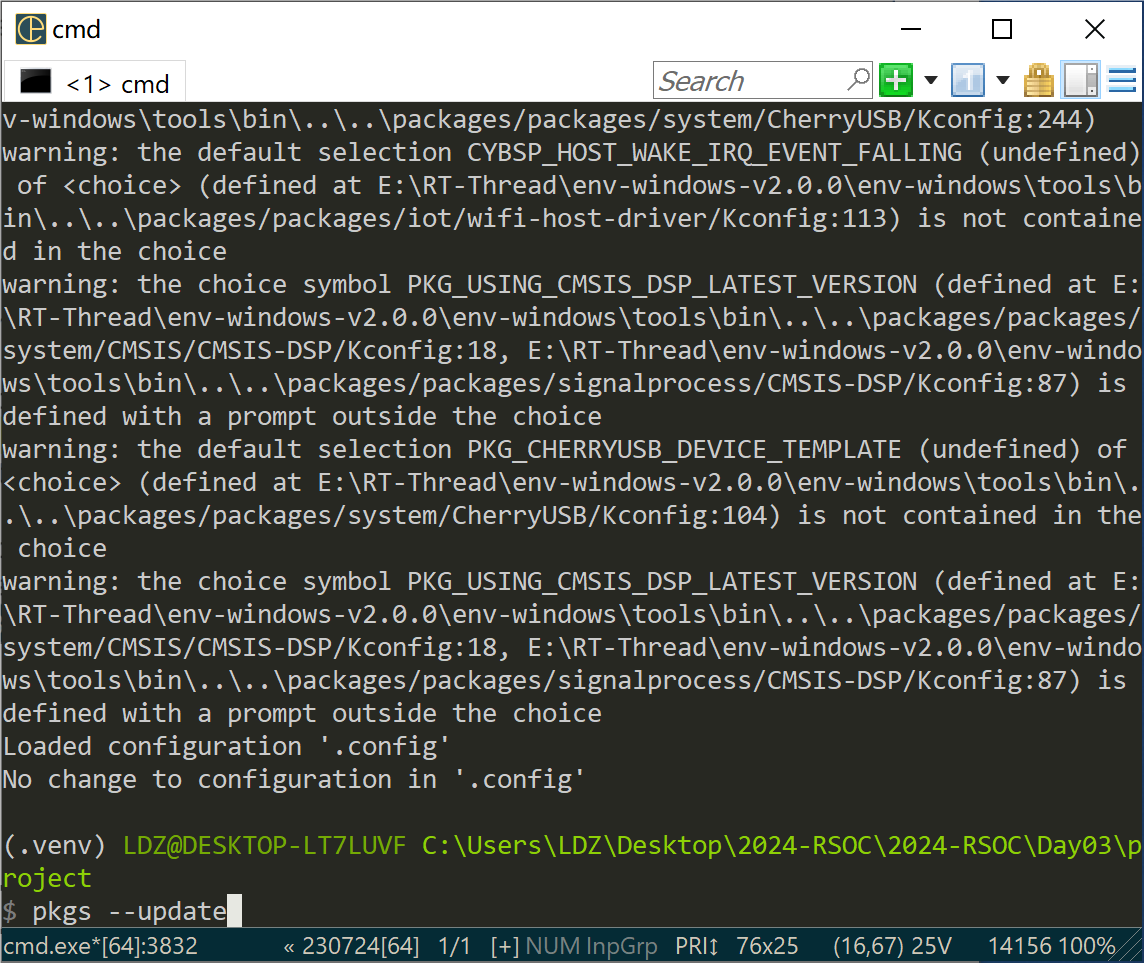 cmd
<1> cmd
Search
1
v-windows\tools\bin\..\..\packages/packages/system/CherryUSB/Kconfig:244)
warning: the default selection CYBSP_HOST_WAKE_IRQ_EVENT_FALLING (undefined)
 of <choice> (defined at E:\RT-Thread\env-windows-v2.0.0\env-windows\tools\b
in\..\..\packages/packages/iot/wifi-host-driver/Kconfig:113) is not containe
d in the choice
warning: the choice symbol PKG_USING_CMSIS_DSP_LATEST_VERSION (defined at E:
\RT-Thread\env-windows-v2.0.0\env-windows\tools\bin\..\..\packages/packages/
system/CMSIS/CMSIS-DSP/Kconfig:18, E:\RT-Thread\env-windows-v2.0.0\env-windo
ws\tools\bin\..\..\packages/packages/signalprocess/CMSIS-DSP/Kconfig:87) is
defined with a prompt outside the choice
warning: the default selection PKG_CHERRYUSB_DEVICE_TEMPLATE (undefined) of
<choice> (defined at E:\RT-Thread\env-windows-v2.0.0\env-windows\tools\bin\.
.\..\packages/packages/system/CherryUSB/Kconfig:104) is not contained in the
 choice
warning: the choice symbol PKG_USING_CMSIS_DSP_LATEST_VERSION (defined at E:
\RT-Thread\env-windows-v2.0.0\env-windows\tools\bin\..\..\packages/packages/
system/CMSIS/CMSIS-DSP/Kconfig:18, E:\RT-Thread\env-windows-v2.0.0\env-windo
ws\tools\bin\..\..\packages/packages/signalprocess/CMSIS-DSP/Kconfig:87) is
defined with a prompt outside the choice
Loaded configuration '.config'
No change to configuration in '.config'
(.venv) LDZ@DESKTOP-LT7LUVF C:\Users\LDZ\Desktop\2024-RSOC\2024-RSOC\Day03\p
roject
$ pkgs --update
cmd.exe*[64]:3832 « 230724[64] 1/1 [+] NUM InpGrp PRI↕ 76x25 (16,67) 25V 14156 100%